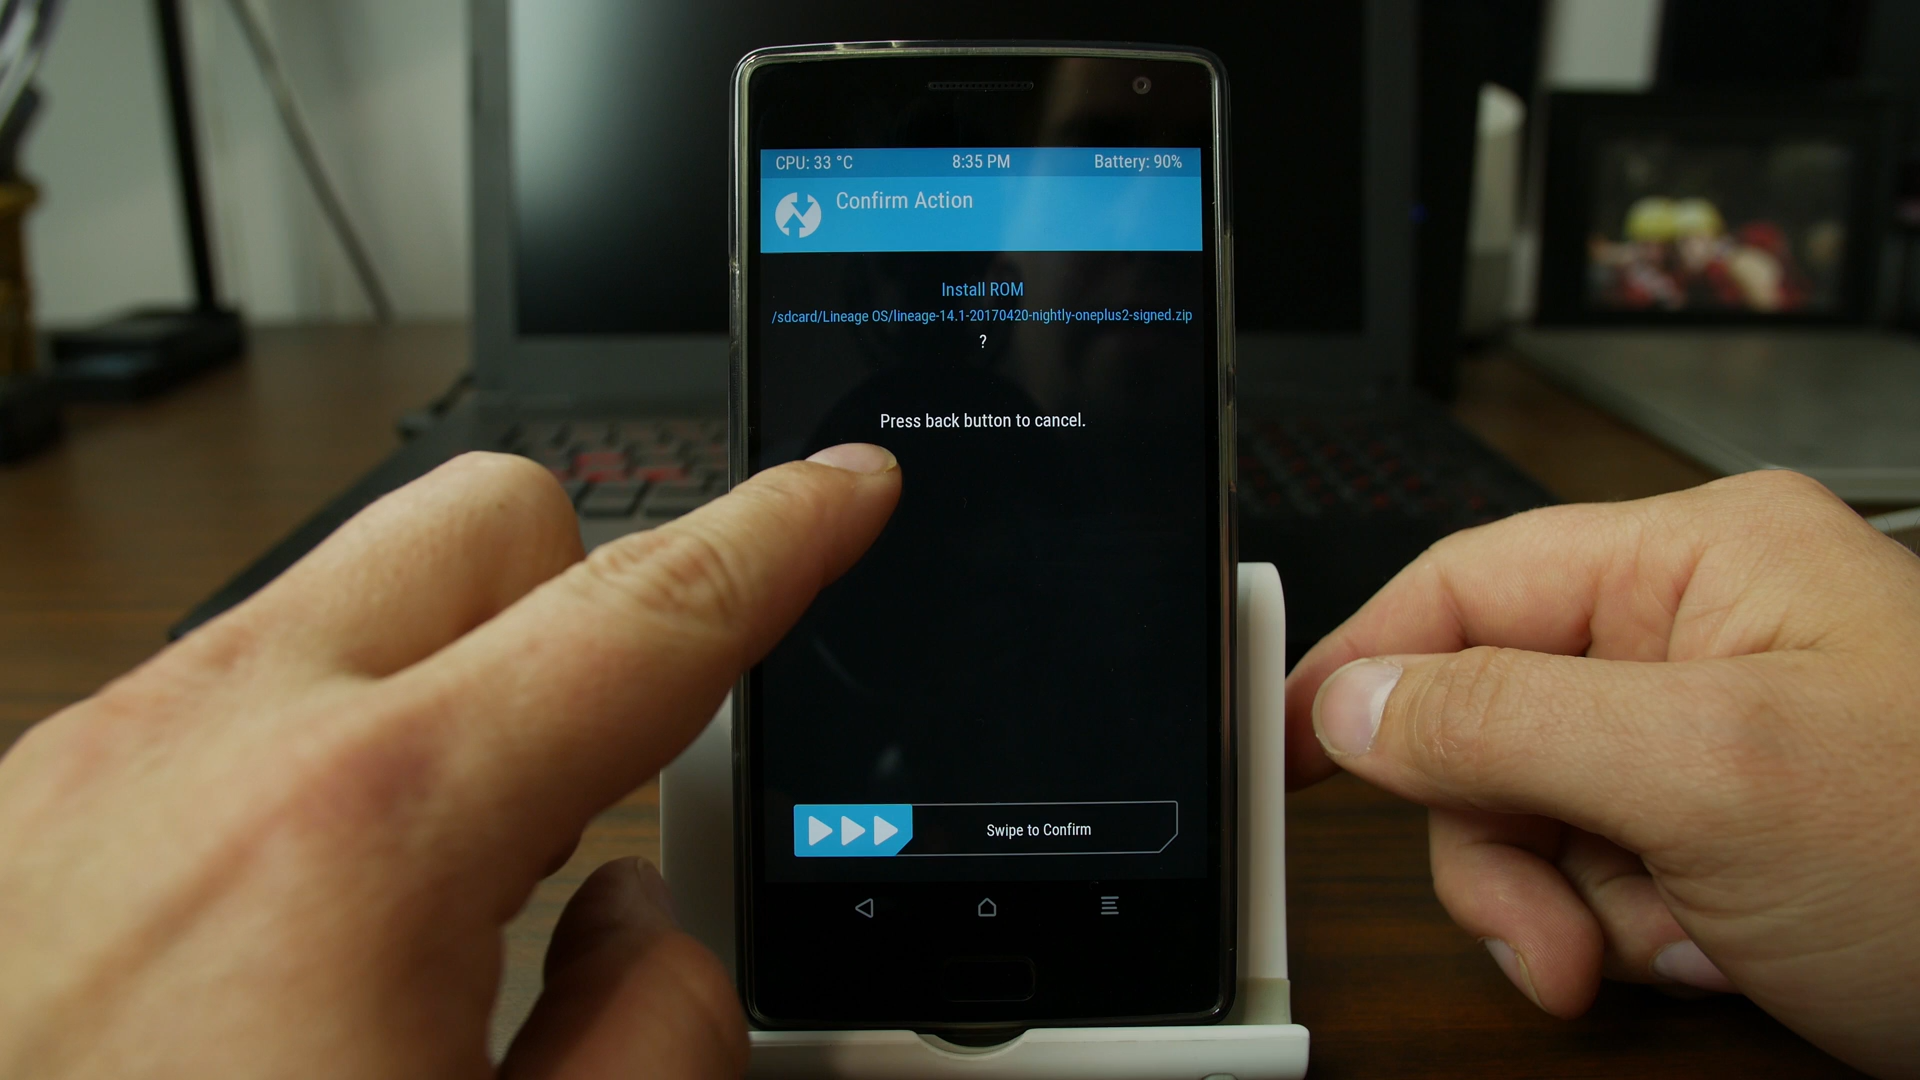 CPU: 33 °C 8:35 PM Battery: 90%
Confirm Action
Install ROM
/sdcard/Lineage OS/lineage-14.1-20170420-nightly-oneplus2-signed.zip
?
Press back button to cancel.
Swipe to Confirm